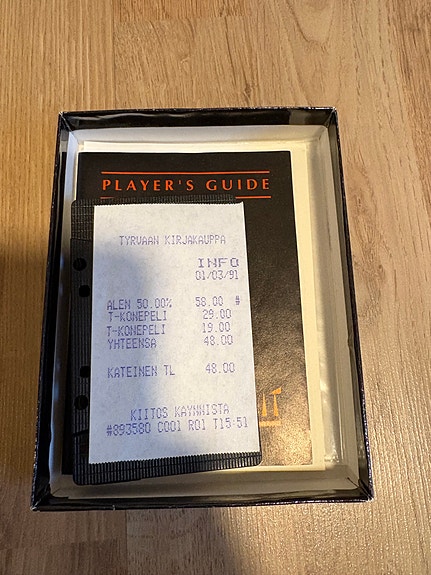 PLAYER'S GUIDE
TYRVAAN KIRJAKAUPPA
INFO
01/03/91
ALEN 50.00% 58.00 #
T-KONEPELI 29.00
T-KONEPELI 19.00
YHTEENSA 48.00
KATEINEN TL 48.00
KIITOS KAYNNISTA
#893580 C001 R01 T15:51